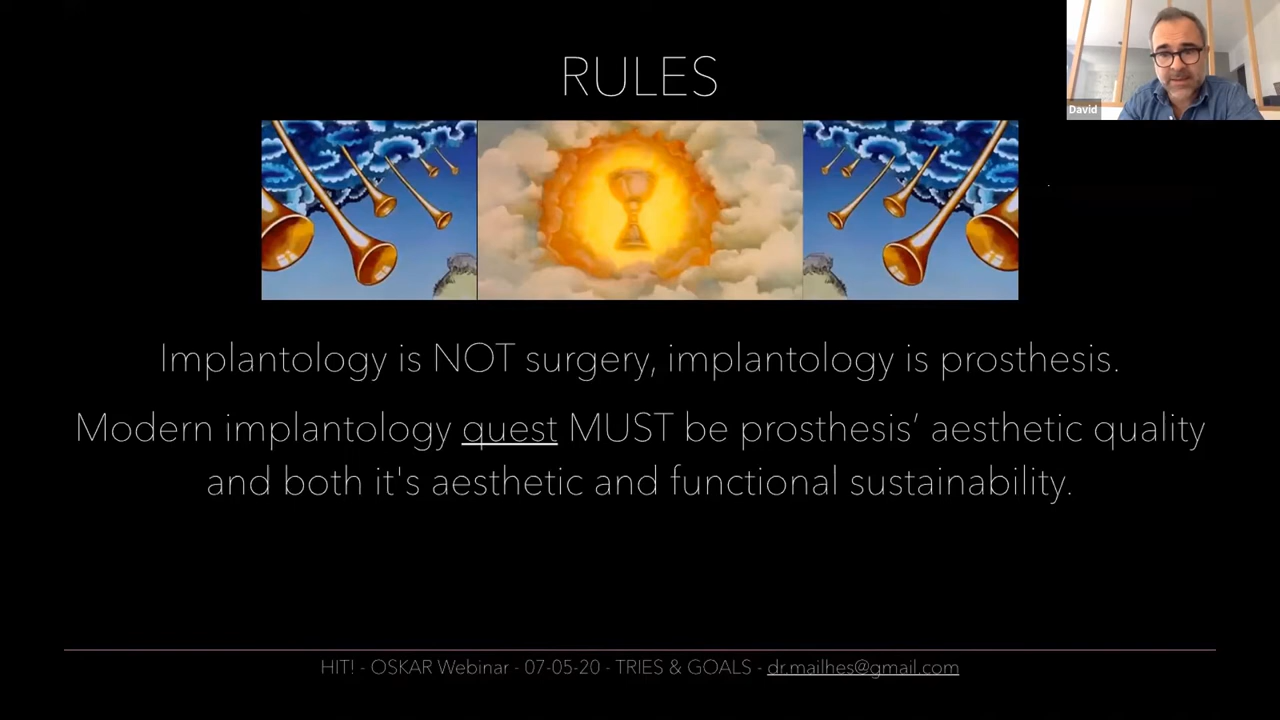 David
RULES
Implantology is NOT surgery, implantology is prosthesis.
Modern implantology quest MUST be prosthesis’ aesthetic quality
and both it's aesthetic and functional sustainability.
HIT! - OSKAR Webinar - 07-05-20 - TRIES & GOALS - dr.mailhes@gmail.com